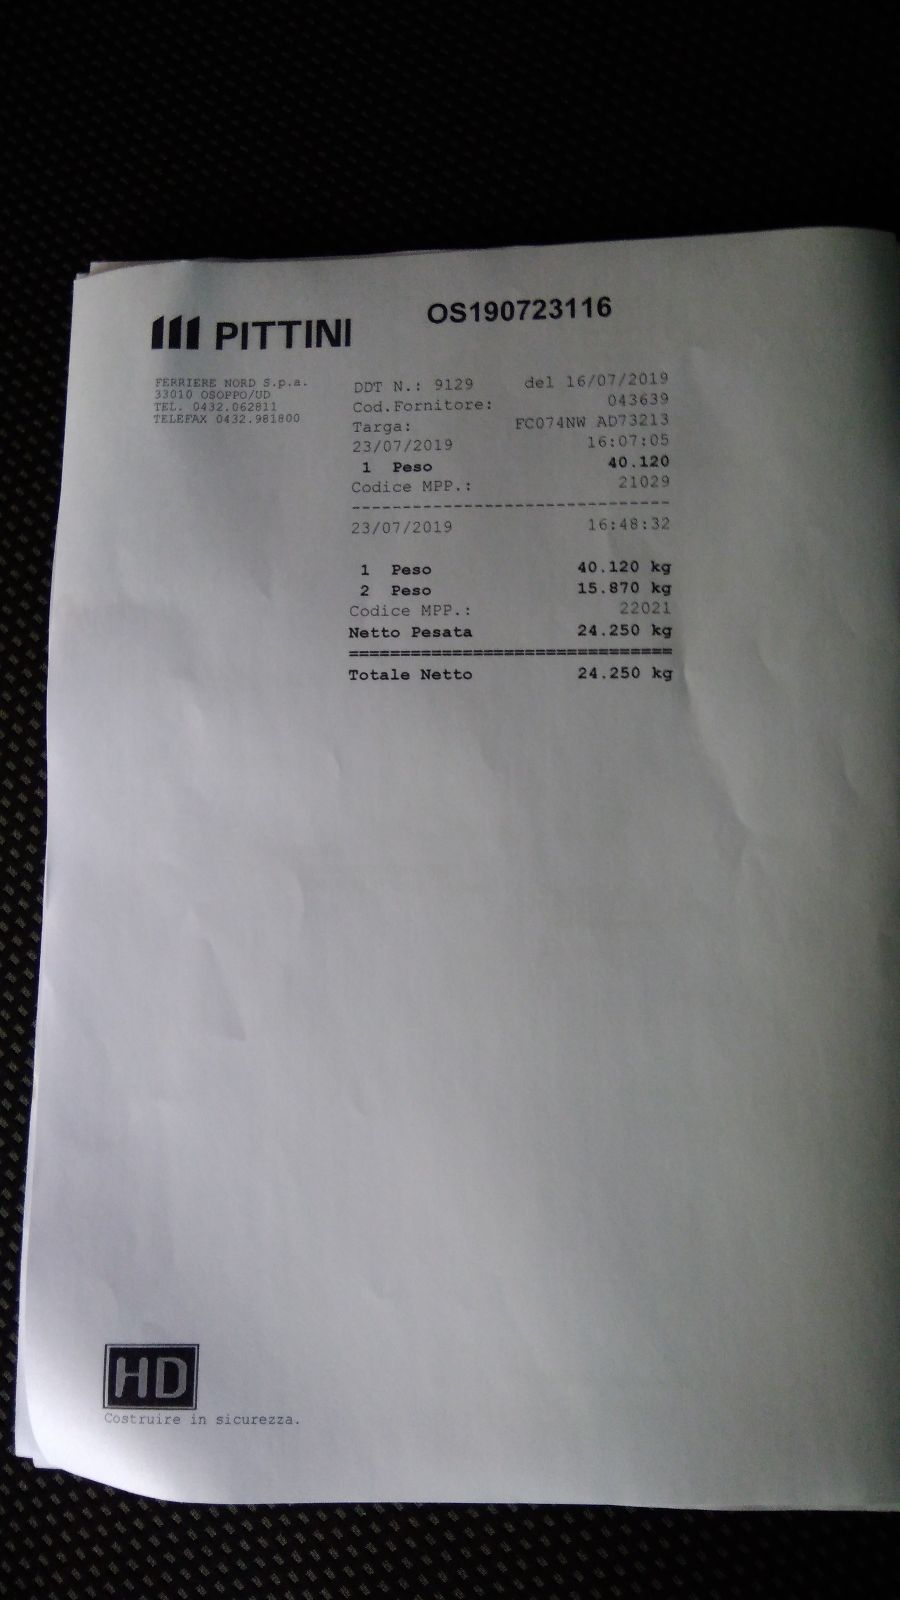 PITTINI
OS190723116
FERRIERE NORD S.p.a.
33010 OSOPPO/UD
TEL. 0432.062811
TELEFAX 0432.981800
DDT N.: 9129 del 16/07/2019
Cod.Fornitore: 043639
Targa: FC074NW AD73213
23/07/2019 16:07:05
1 Peso 40.120
Codice MPP.: 21029
--------------------------------
23/07/2019 16:48:32
1 Peso 40.120 kg
2 Peso 15.870 kg
Codice MPP.: 22021
Netto Pesata 24.250 kg
================================
Totale Netto 24.250 kg
HD
Costruire in sicurezza.